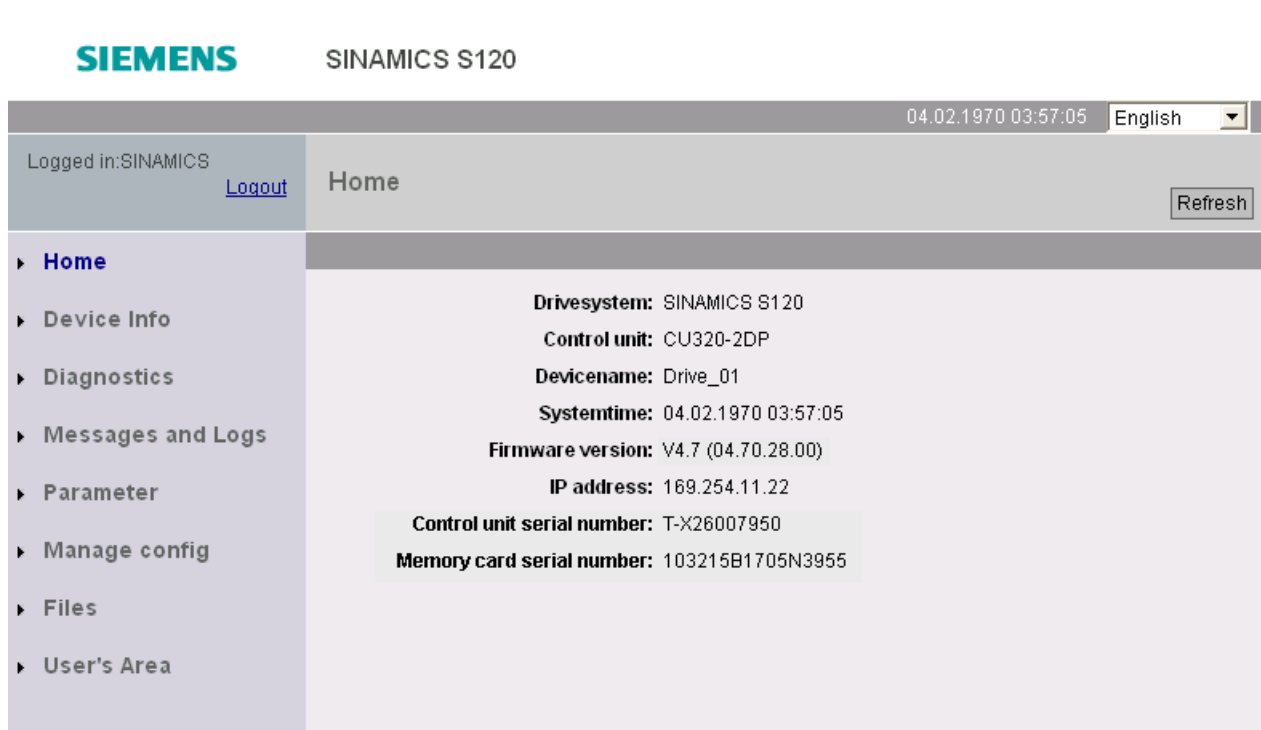 SIEMENS SINAMICS S120
04.02.1970 03:57:05 English
Logged in:SINAMICS
Logout
Home
Refresh
Home
Device Info
Diagnostics
Messages and Logs
Parameter
Manage config
Files
User's Area
Drivesystem: SINAMICS S120
Control unit: CU320-2DP
Devicename: Drive_01
Systemtime: 04.02.1970 03:57:05
Firmware version: V4.7 (04.70.28.00)
IP address: 169.254.11.22
Control unit serial number: T-X26007950
Memory card serial number: 103215B1705N3955